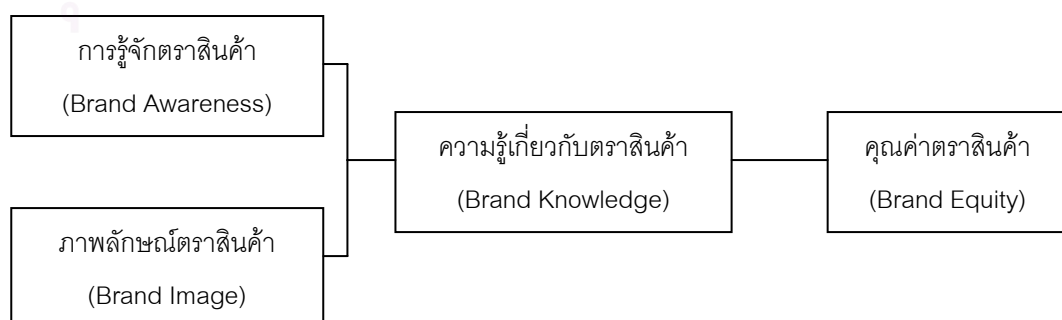 การรู้จักตราสินค้า
(Brand Awareness)
ความรู้เกี่ยวกับตราสินค้า
(Brand Knowledge)
คุณค่าตราสินค้า
(Brand Equity)
ภาพลักษณ์ตราสินค้า
(Brand Image)